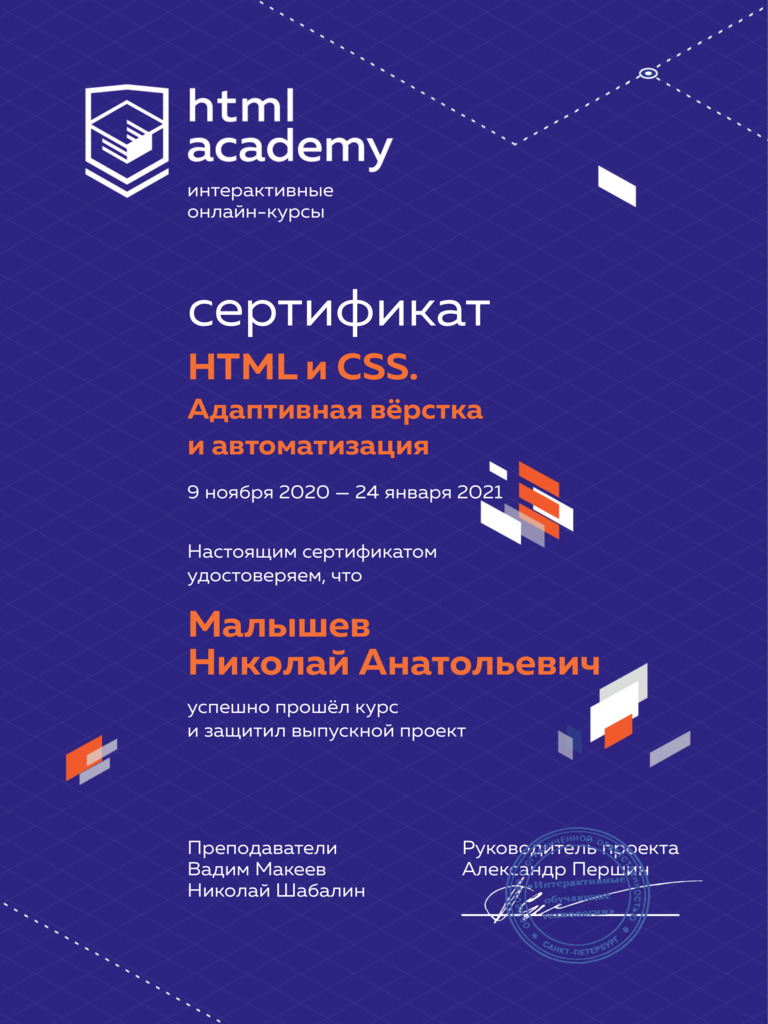 html
academy
интерактивные
онлайн-курсы
сертификат
HTML и CSS.
Адаптивная вёрстка
и автоматизация
9 ноября 2020 — 24 января 2021
Настоящим сертификатом
удостоверяем, что
Малышев
Николай Анатольевич
успешно прошёл курс
и защитил выпускной проект
Преподаватели
Вадим Макеев
Николай Шабалин
Руководитель проекта
Александр Першин
Интерактивные
обучающие
технологии»
САНКТ-ПЕТЕРБУРГ